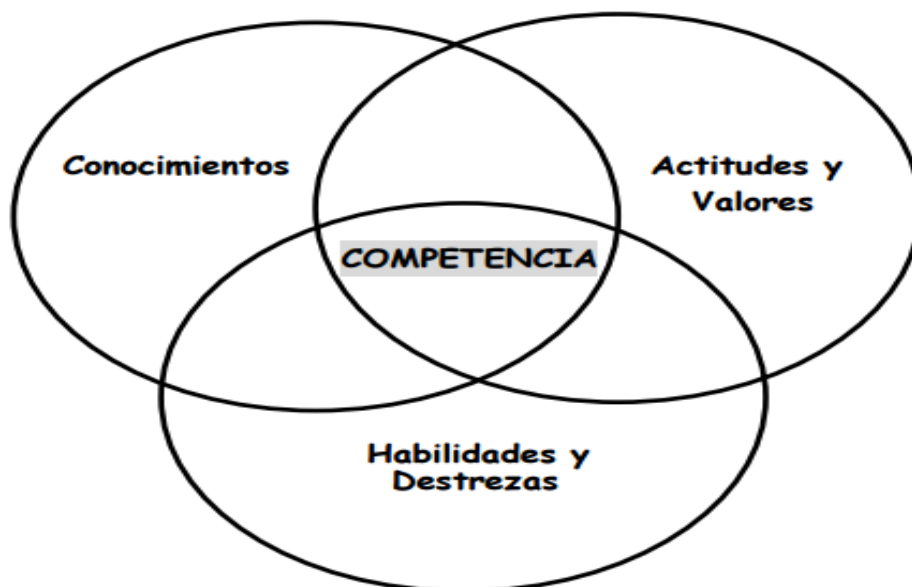 Conocimientos
Actitudes y
Valores
COMPETENCIA
Habilidades y
Destrezas